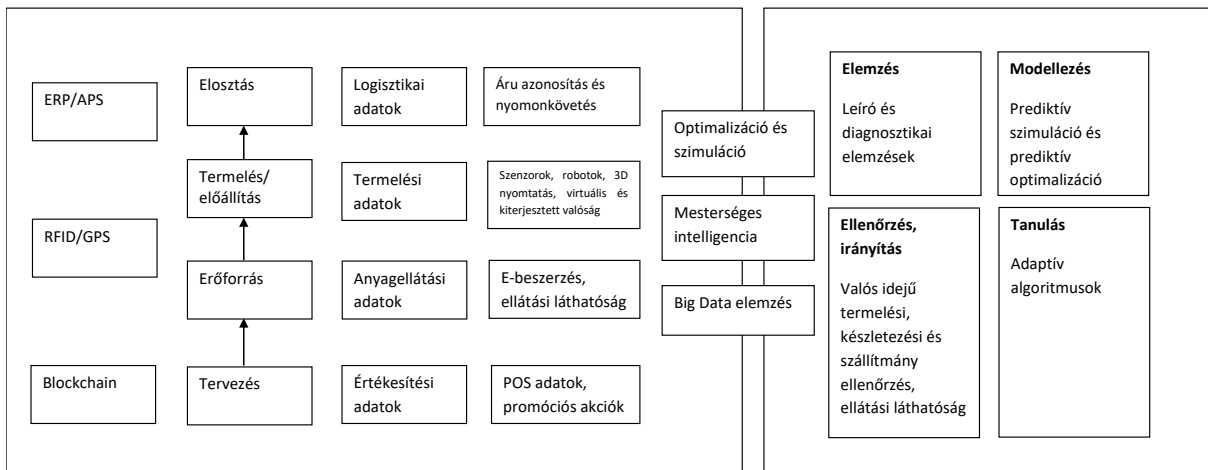 ERP/APS
RFID/GPS
Blockchain
Elosztás
Termelés/
előállítás
Erőforrás
Tervezés
Logisztikai
adatok
Termelési
adatok
Anyagellátási
adatok
Értékesítési
adatok
Áru azonosítás és
nyomonkövetés
Szenzorok, robotok, 3D
nyomtatás, virtuális és
kiterjesztett valóság
E-beszerzés,
ellátási láthatóság
POS adatok,
promóciós akciók
Optimalizáció és
szimuláció
Mesterséges
intelligencia
Big Data elemzés
Elemzés
Leíró és
diagnosztikai
elemzések
Modellezés
Prediktív
szimuláció és
prediktív
optimalizáció
Ellenőrzés,
irányítás
Valós idejű
termelési,
készletezési és
szállítmány
ellenőrzés,
ellátási láthatóság
Tanulás
Adaptív
algoritmusok